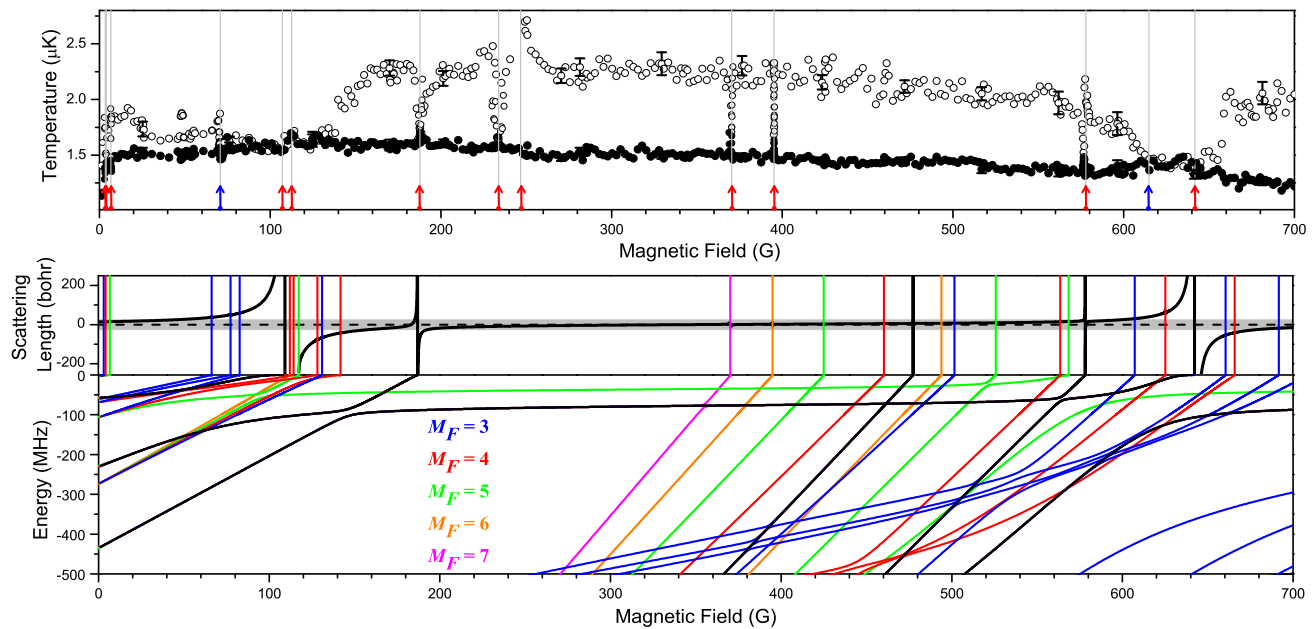 Temperature (μK)
2.5
2.0
1.5
0 100 200 300 400 500 600 700
Magnetic Field (G)
Scattering
Length (bohr)
200
0
-200
Energy (MHz)
0
-100
-200
-300
-400
-500
M_F = 3
M_F = 4
M_F = 5
M_F = 6
M_F = 7
0 100 200 300 400 500 600 700
Magnetic Field (G)